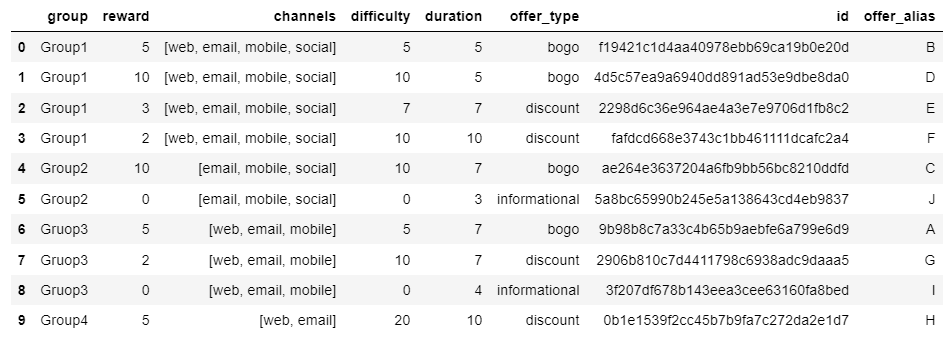 group reward channels difficulty duration offer_type id offer_alias
0 Group1 5 [web, email, mobile, social] 5 5 bogo f19421c1d4aa40978ebb69ca19b0e20d B
1 Group1 10 [web, email, mobile, social] 10 5 bogo 4d5c57ea9a6940dd891ad53e9dbe8da0 D
2 Group1 3 [web, email, mobile, social] 7 7 discount 2298d6c36e964ae4a3e7e9706d1fb8c2 E
3 Group1 2 [web, email, mobile, social] 10 10 discount fafdcd668e3743c1bb461111dcafc2a4 F
4 Group2 10 [email, mobile, social] 10 7 bogo ae264e3637204a6fb9bb56bc8210ddfd C
5 Group2 0 [email, mobile, social] 0 3 informational 5a8bc65990b245e5a138643cd4eb9837 J
6 Gruop3 5 [web, email, mobile] 5 7 bogo 9b98b8c7a33c4b65b9aebfe6a799e6d9 A
7 Gruop3 2 [web, email, mobile] 10 7 discount 2906b810c7d4411798c6938adc9daaa5 G
8 Gruop3 0 [web, email, mobile] 0 4 informational 3f207df678b143eea3cee63160fa8bed I
9 Group4 5 [web, email] 20 10 discount 0b1e1539f2cc45b7b9fa7c272da2e1d7 H